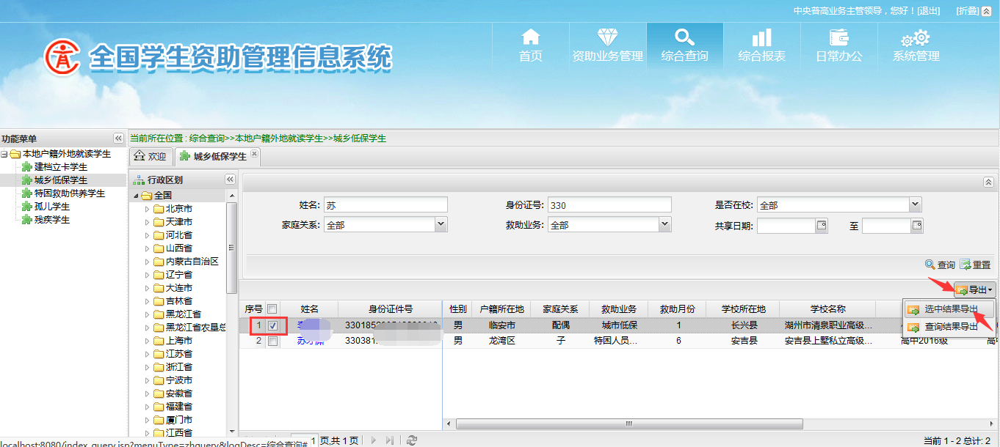 中央普高业务主管领导，您好！[退出] [折叠]
全国学生资助管理信息系统
首页 资助业务管理 综合查询 综合报表 日常办公 系统管理
功能菜单
当前所在位置：综合查询>>本地户籍外地就读学生>>城乡低保学生
本地户籍外地就读学生
建档立卡学生
城乡低保学生
特困救助供养学生
孤儿学生
残疾学生
欢迎 城乡低保学生
行政区划
全国
北京市
天津市
河北省
山西省
内蒙古自治区
辽宁省
大连市
吉林省
黑龙江省
黑龙江省农垦总
上海市
江苏省
浙江省
宁波市
安徽省
福建省
厦门市
江西省
姓名: 苏 身份证号: 330 是否在校: 全部
家庭关系: 全部 救助业务: 全部 共享日期: 至
查询 重置
导出
选中结果导出
查询结果导出
序号 姓名 身份证件号 性别 户籍所在地 家庭关系 救助业务 救助月份 学校所在地 学校名称
1 330185 男 临安市 配偶 城市低保 1 长兴县 湖州市清泉职业高级...
2 苏 330381 男 龙湾区 子 特困人员... 6 安吉县 安吉县上墅私立高级... 高中2016级 高中
1 页,共 1 页
当前 1 - 2 总计: 2
localhost:8080/index_query.jsp?menuType=zhquery&logDesc=综合查询#